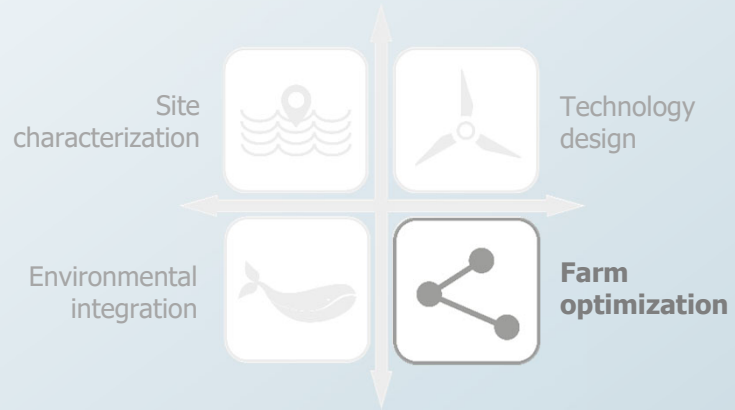 Site
characterization
Technology
design
Environmental
integration
Farm
optimization